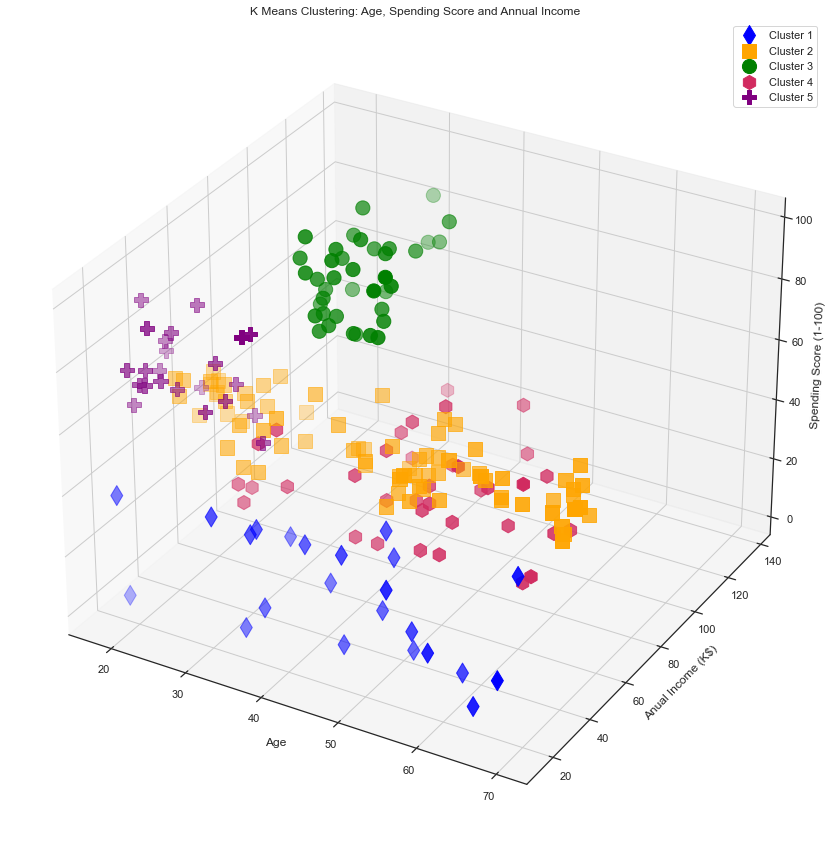 K Means Clustering: Age, Spending Score and Annual Income
Cluster 1
Cluster 2
Cluster 3
Cluster 4
Cluster 5
100
80
60
40
20
0
Spending Score (1-100)
140
120
100
80
60
40
20
Anual Income (K$)
20
30
40
50
60
70
Age